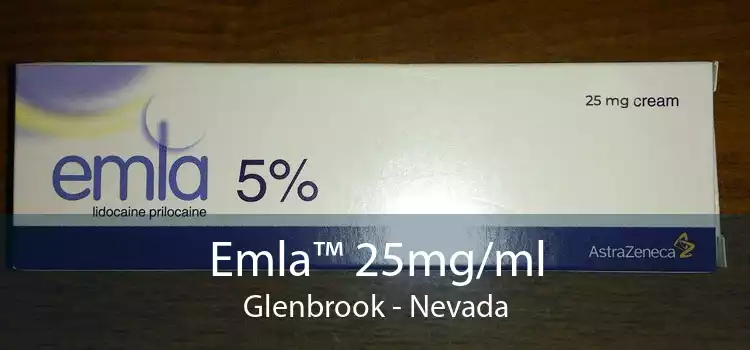 25 mg cream
emla 5%
lidocaine prilocaine
AstraZeneca
Emla™ 25mg/ml
Glenbrook - Nevada